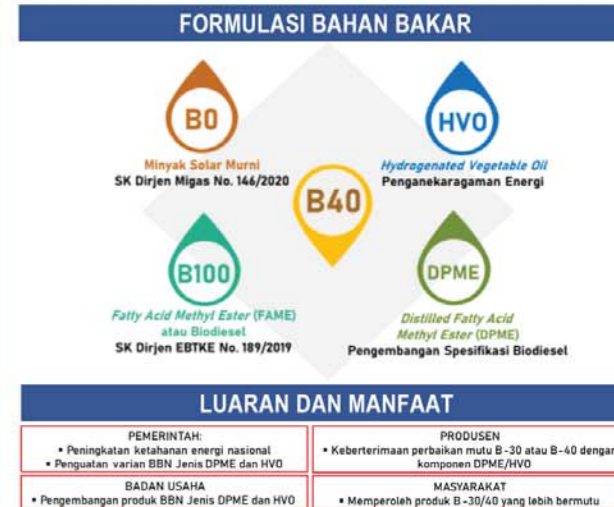 FORMULASI BAHAN BAKAR
B0
Minyak Solar Murni
SK Dirjen Migas No. 146/2020
HVO
Hydrogenated Vegetable Oil
Penganekaragaman Energi
B40
B100
Fatty Acid Methyl Ester (FAME)
atau Biodiesel
SK Dirjen EBTKE No. 189/2019
DPME
Distilled Fatty Acid
Methyl Ester (DPME)
Pengembangan Spesifikasi Biodiesel
LUARAN DAN MANFAAT
PEMERINTAH:
▪ Peningkatan ketahanan energi nasional
▪ Penguatan varian BBN Jenis DPME dan HVO
PRODUSEN
▪ Keberterimaan perbaikan mutu B-30 atau B-40 dengan
komponen DPME/HVO
BADAN USAHA
▪ Pengembangan produk BBN Jenis DPME dan HVO
MASYARAKAT
▪ Memperoleh produk B-30/40 yang lebih bermutu